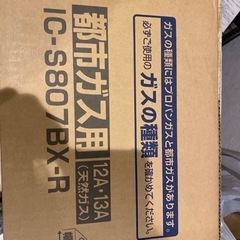 ガスの種類にはプロパンガスと都市ガスがあります。
必ずご使用の
ガスの種類
を確かめてください。
都市ガス用
12A・13A
(天然ガス)
IC-S807BX-R